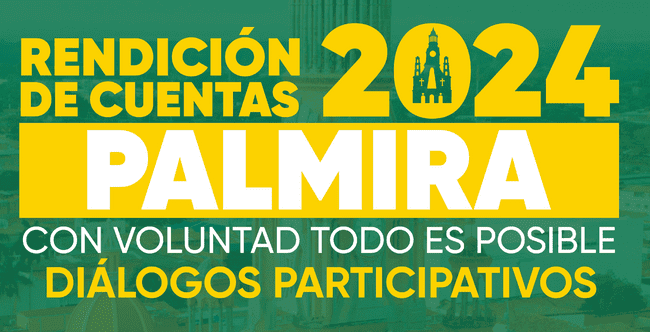 RENDICIÓN
DE CUENTAS 2024
PALMIRA
CON VOLUNTAD TODO ES POSIBLE
DIÁLOGOS PARTICIPATIVOS